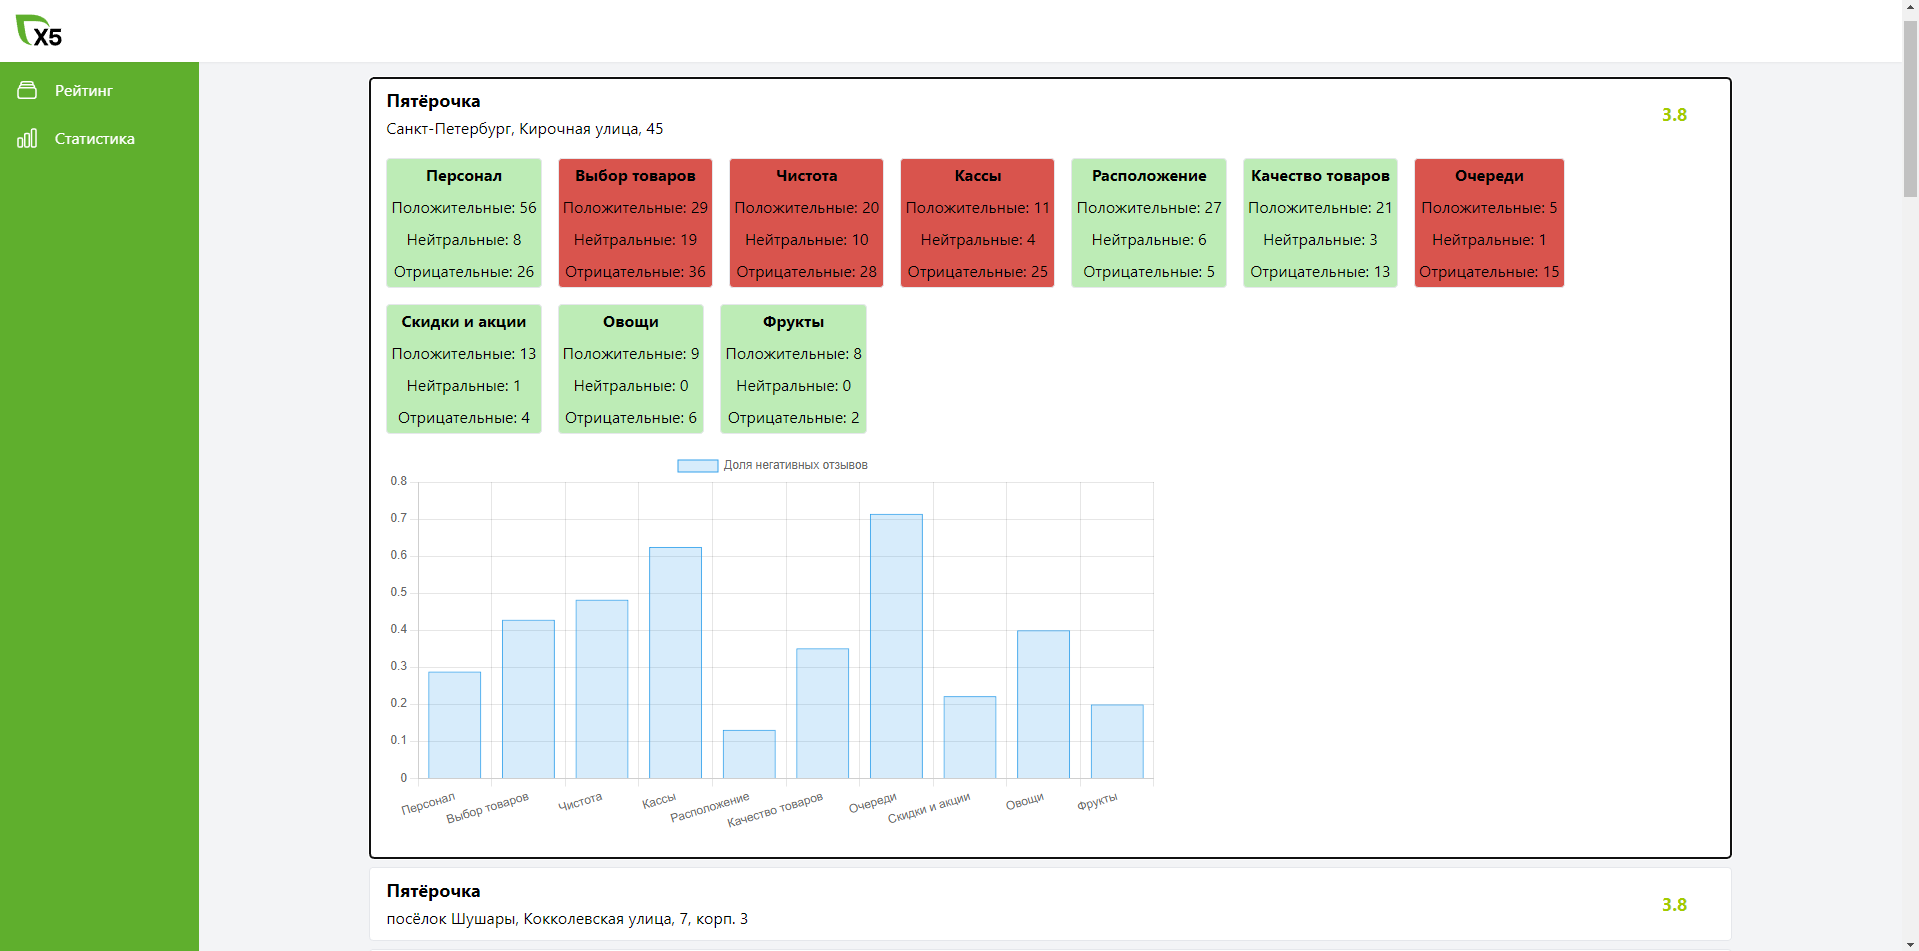 X5
Рейтинг
Статистика
Пятёрочка
Санкт-Петербург, Кирочная улица, 45
3.8
Персонал
Положительные: 56
Нейтральные: 8
Отрицательные: 26
Выбор товаров
Положительные: 29
Нейтральные: 19
Отрицательные: 36
Чистота
Положительные: 20
Нейтральные: 10
Отрицательные: 28
Кассы
Положительные: 11
Нейтральные: 4
Отрицательные: 25
Расположение
Положительные: 27
Нейтральные: 6
Отрицательные: 5
Качество товаров
Положительные: 21
Нейтральные: 3
Отрицательные: 13
Очереди
Положительные: 5
Нейтральные: 1
Отрицательные: 15
Скидки и акции
Положительные: 13
Нейтральные: 1
Отрицательные: 4
Овощи
Положительные: 9
Нейтральные: 0
Отрицательные: 6
Фрукты
Положительные: 8
Нейтральные: 0
Отрицательные: 2
Доля негативных отзывов
0.8
0.7
0.6
0.5
0.4
0.3
0.2
0.1
0
Персонал
Выбор товаров
Чистота
Кассы
Расположение
Качество товаров
Очереди
Скидки и акции
Овощи
Фрукты
Пятёрочка
посёлок Шушары, Кокколевская улица, 7, корп. 3
3.8